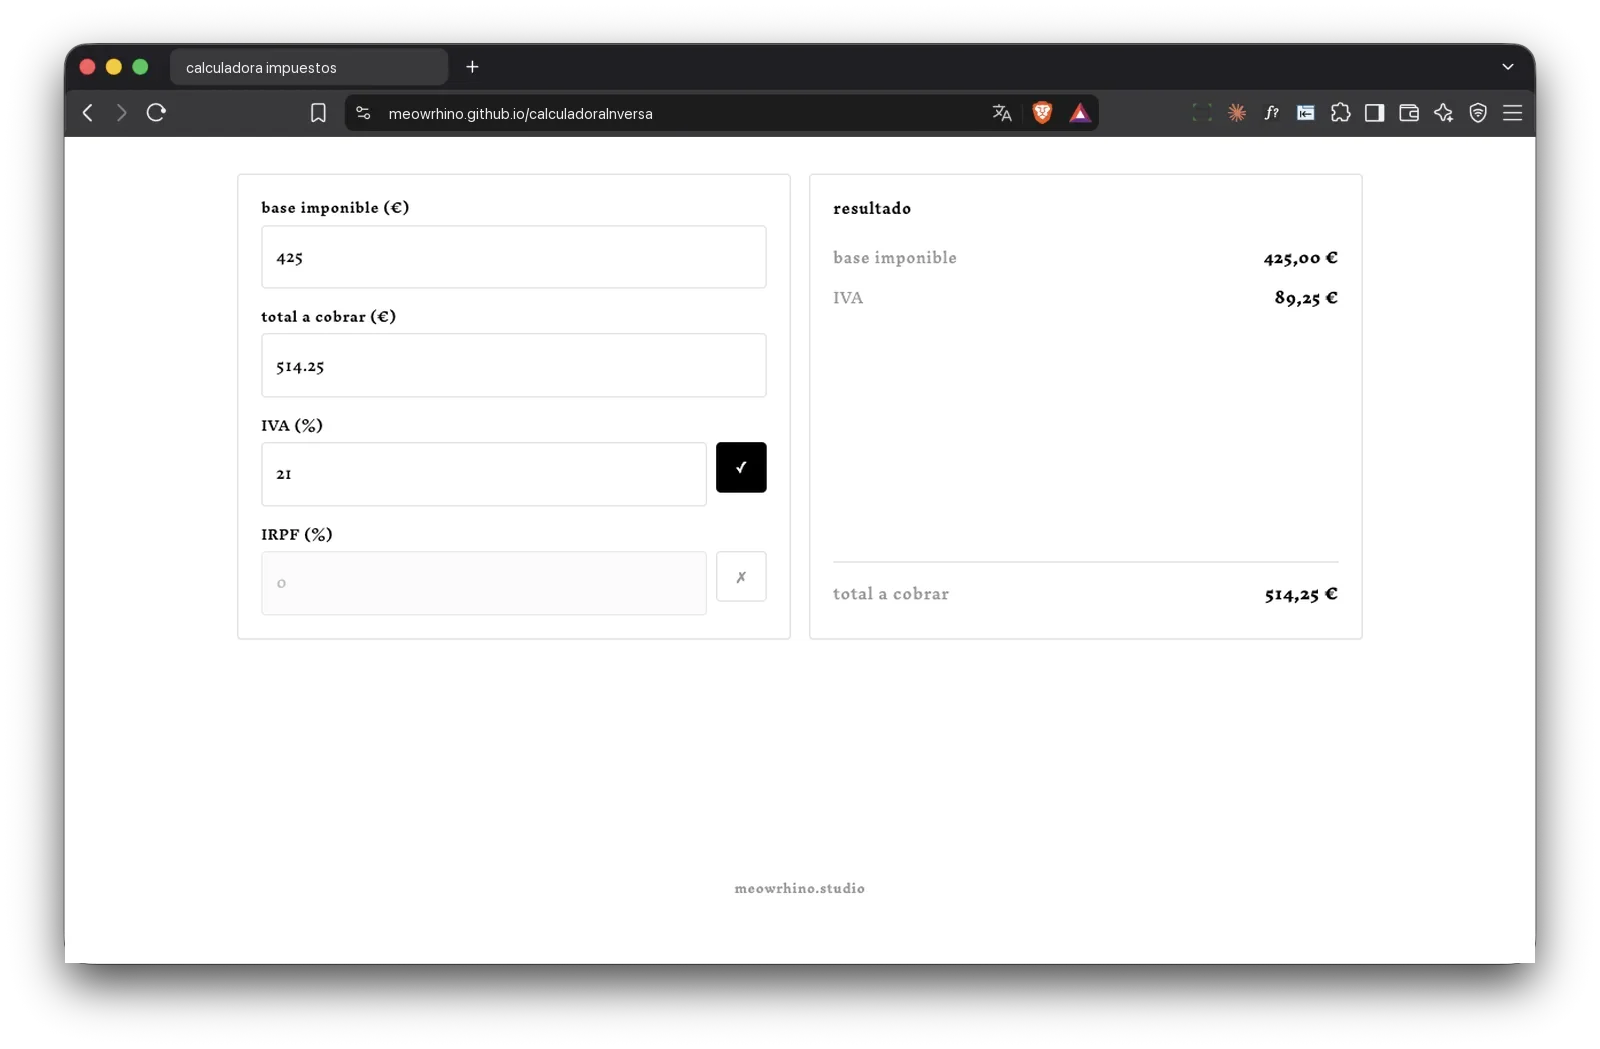 calculadora impuestos
meowrhino.github.io/calculadoraInversa
base imponible (€)
425
total a cobrar (€)
514.25
IVA (%)
21
✓
IRPF (%)
0
✗
resultado
base imponible 425,00 €
IVA 89,25 €
total a cobrar 514,25 €
meowrhino.studio